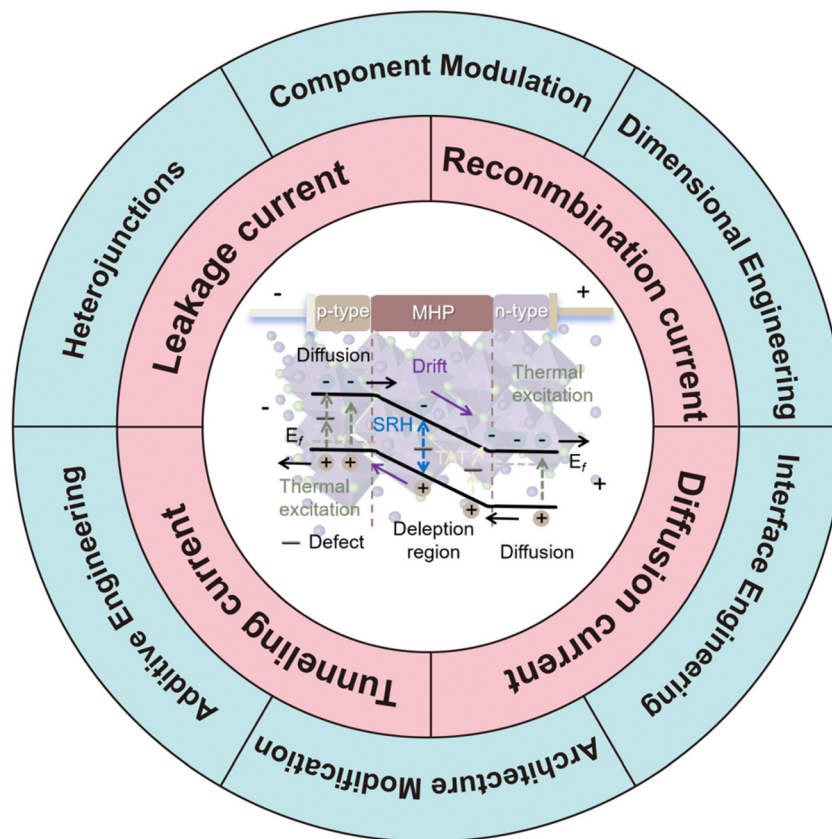 Component Modulation
Dimensional Engineering
Interface Engineering
Architecture Modification
Additive Engineering
Heterojunctions
Leakage current
Reconmbination current
Diffusion current
Tunneling current
- +
p-type MHP n-type
Diffusion
Drift
Thermal
excitation
- - -
-
SRH
- - -
E_f
TAT
E_f
+ +
+
Thermal
excitation
+ + +
— Defect
Deleption
region
Diffusion